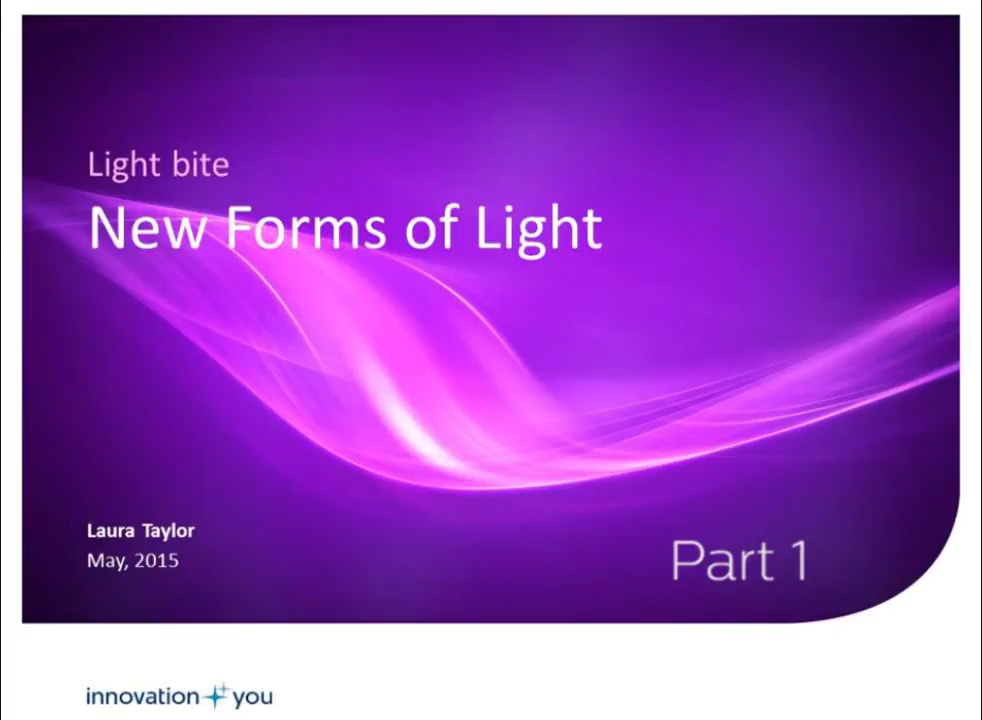 Light bite
New Forms of Light
Laura Taylor
May, 2015
Part 1
innovation + you